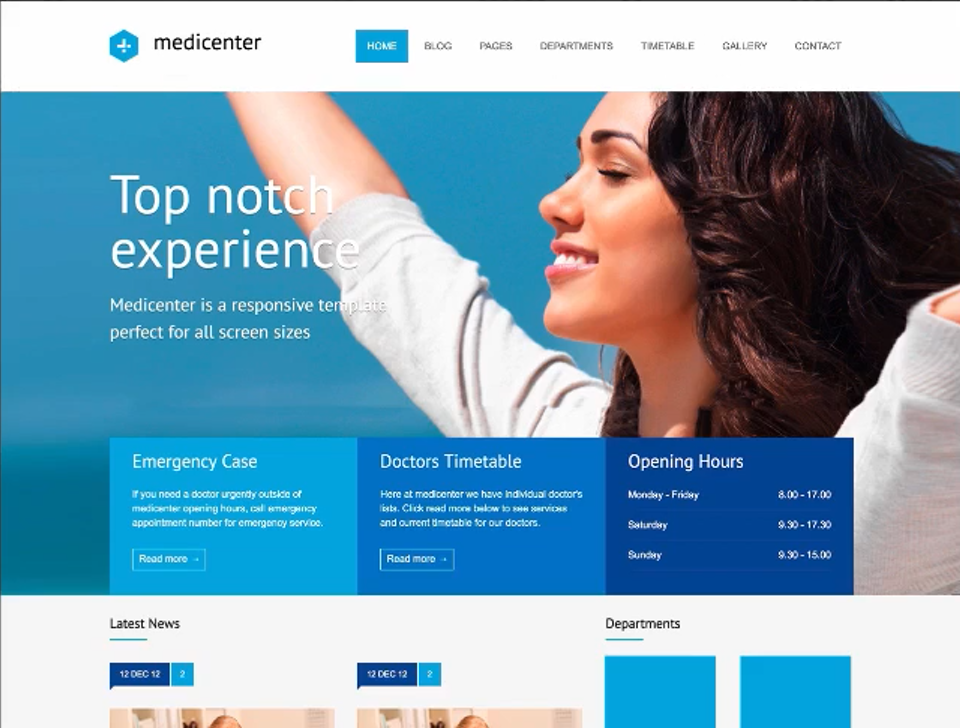 medicenter
HOME BLOG PAGES DEPARTMENTS TIMETABLE GALLERY CONTACT
Top notch
experience
Medicenter is a responsive template
perfect for all screen sizes
Emergency Case
If you need a doctor urgently outside of
medicenter opening hours, call emergency
appointment number for emergency service.
Read more →
Doctors Timetable
Here at medicenter we have individual doctor's
lists. Click read more below to see services
and current timetable for our doctors.
Read more →
Opening Hours
Monday - Friday 8.00 - 17.00
Saturday 9.30 - 17.30
Sunday 9.30 - 15.00
Latest News
12 DEC 12 2
12 DEC 12 2
Departments